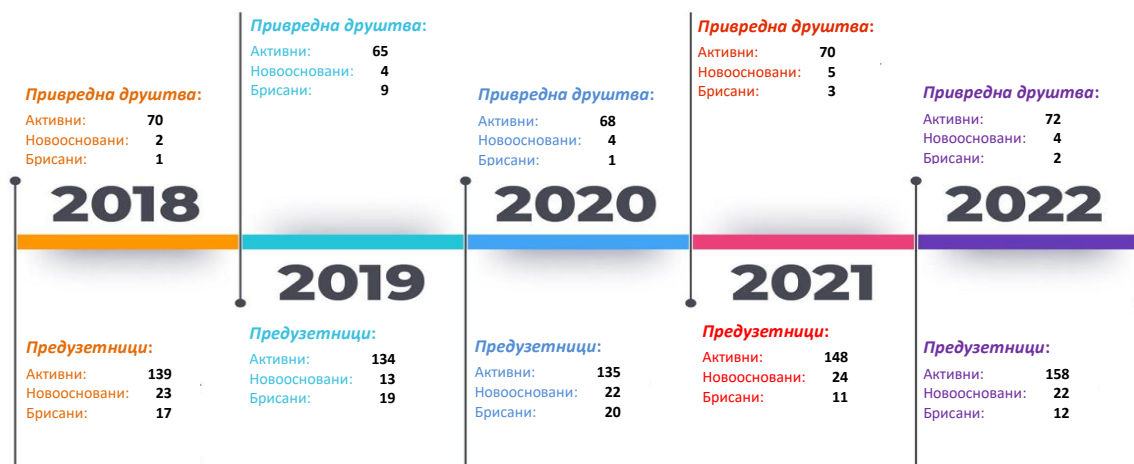 Привредна друштва:
Активни: 70
Новоосновани: 2
Брисани: 1
2018
Предузетници:
Активни: 139
Новоосновани: 23
Брисани: 17
Привредна друштва:
Активни: 65
Новоосновани: 4
Брисани: 9
2019
Предузетници:
Активни: 134
Новоосновани: 13
Брисани: 19
Привредна друштва:
Активни: 68
Новоосновани: 4
Брисани: 1
2020
Предузетници:
Активни: 135
Новоосновани: 22
Брисани: 20
Привредна друштва:
Активни: 70
Новоосновани: 5
Брисани: 3
2021
Предузетници:
Активни: 148
Новоосновани: 24
Брисани: 11
Привредна друштва:
Активни: 72
Новоосновани: 4
Брисани: 2
2022
Предузетници:
Активни: 158
Новоосновани: 22
Брисани: 12